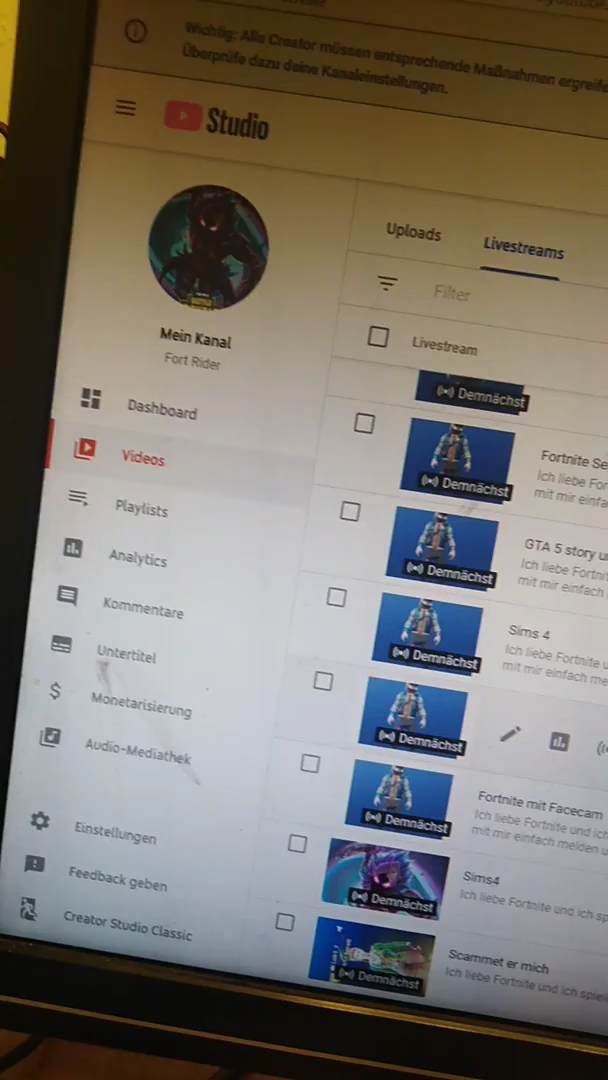 Wichtig: Alle Creator müssen entsprechende Maßnahmen ergreife
Überprüfe dazu deine Kanaleinstellungen.
Studio
Mein Kanal
Fort Rider
Dashboard
Videos
Playlists
Analytics
Kommentare
Untertitel
Monetarisierung
Audio-Mediathek
Einstellungen
Feedback geben
Creator Studio Classic
Uploads
Livestreams
Filter
Livestream
Demnächst
Demnächst
Fortnite Se
Ich liebe For
mit mir einfa
Demnächst
GTA 5 story u
Ich liebe Fortni
mit mir einfach
Demnächst
Sims 4
Ich liebe Fortnite u
mit mir einfach me
Demnächst
Demnächst
Fortnite mit Facecam
Ich liebe Fortnite und ich
mit mir einfach melden u
Demnächst
Sims4
Ich liebe Fortnite und ich sp
Demnächst
Scammet er mich
Ich liebe Fortnite und ich spiele